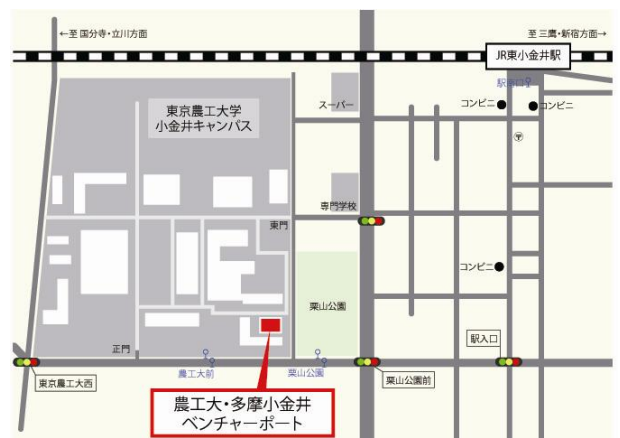 ←至 国分寺・立川方面
至 三鷹・新宿方面→
JR東小金井駅
駅南口
東京農工大学
小金井キャンパス
スーパー
コンビニ
コンビニ
〶
専門学校
東門
コンビニ
栗山公園
正門
農工大前
栗山公園
駅入口
東京農工大西
栗山公園前
農工大・多摩小金井
ベンチャーポート